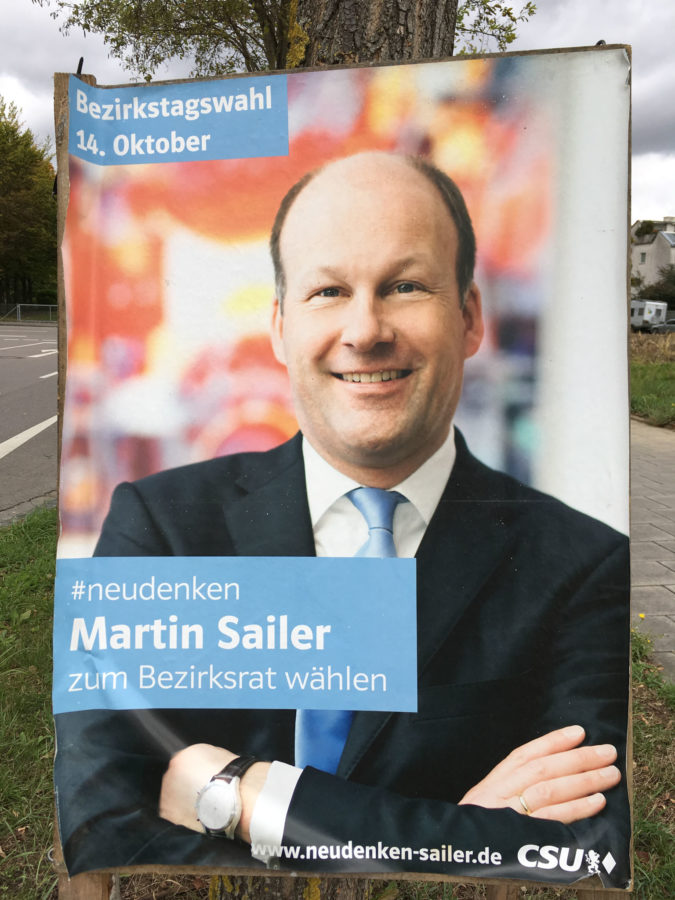 Bezirkstagswahl
14. Oktober
#neudenken
Martin Sailer
zum Bezirksrat wählen
www.neudenken-sailer.de CSU